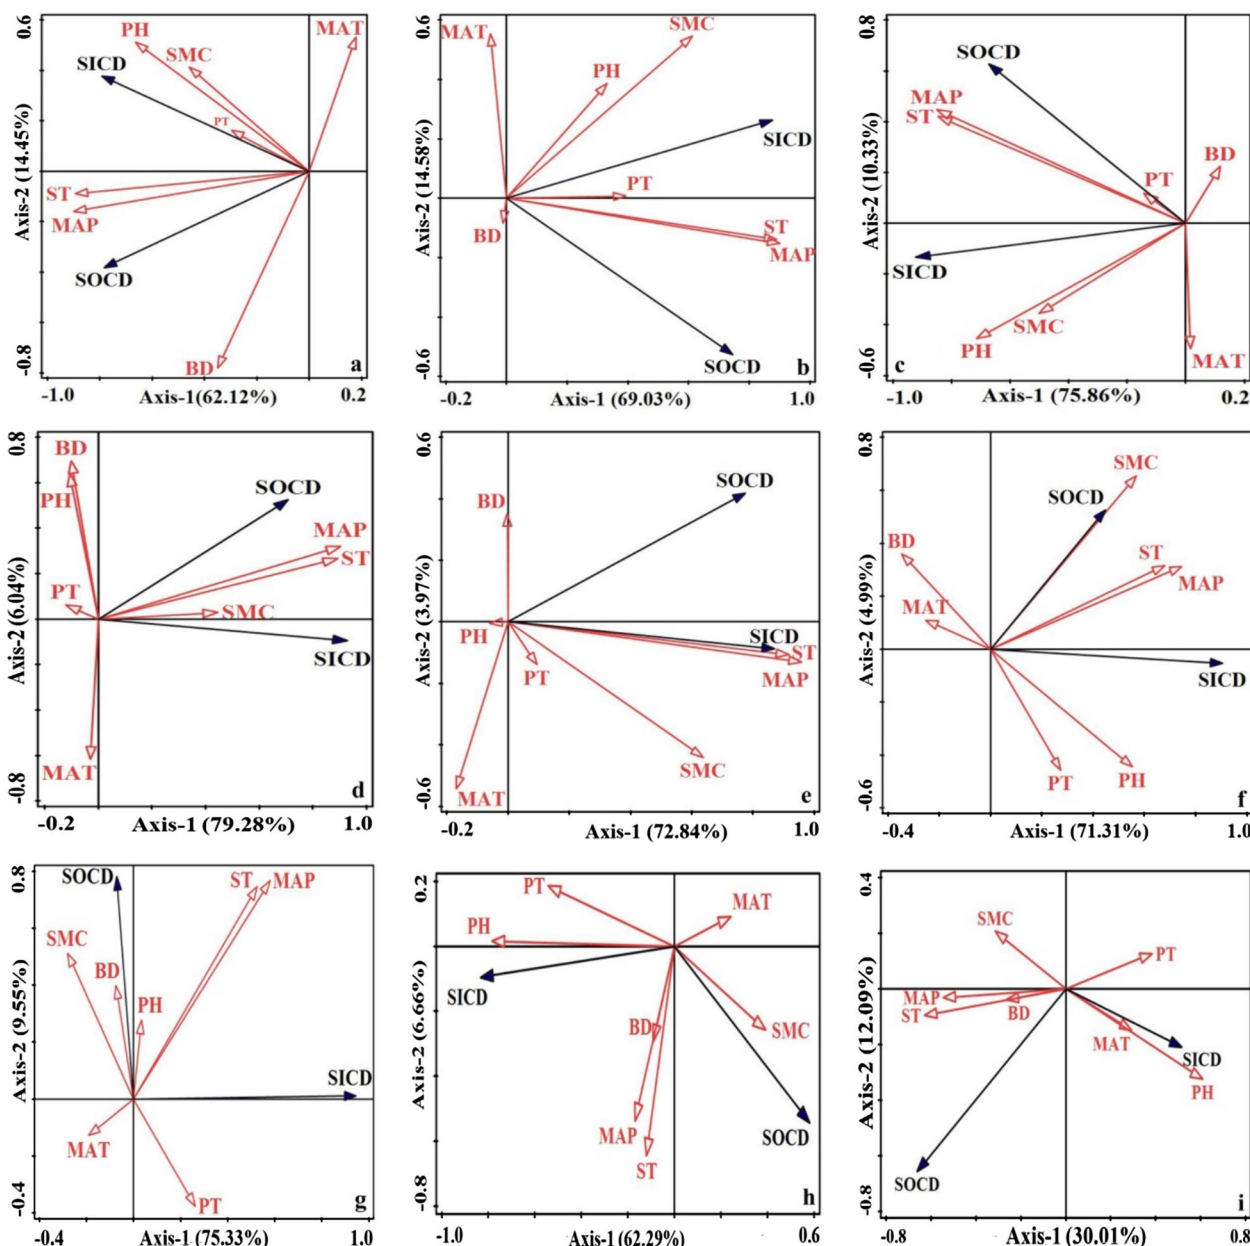 0.6
PH
MAT
SMC
SICD
PT
ST
MAP
SOCD
BD
a
-0.8
Axis-2 (14.45%)
-1.0
Axis-1(62.12%)
0.2
0.6
MAT
SMC
PH
SICD
PT
BD
ST
MAP
SOCD
b
-0.6
Axis-2 (14.58%)
-0.2
Axis-1 (69.03%)
1.0
0.8
SOCD
MAP
ST
BD
PT
SICD
SMC
PH
MAT
c
-0.6
Axis-2 (10.33%)
-1.0
Axis-1 (75.86%)
0.2
0.8
BD
PH
SOCD
MAP
ST
PT
SMC
SICD
MAT
d
-0.8
Axis-2 (6.04%)
-0.2
Axis-1 (79.28%)
1.0
0.6
BD
SOCD
PH
SICD
ST
PT
MAP
SMC
MAT
e
-0.6
Axis-2 (3.97%)
-0.2
Axis-1 (72.84%)
1.0
0.8
SMC
SOCD
BD
ST
MAP
MAT
SICD
PT
PH
f
-0.6
Axis-2 (4.99%)
-0.4
Axis-1 (71.31%)
1.0
0.8
SOCD
ST
MAP
SMC
BD
PH
SICD
MAT
PT
g
-0.4
Axis-2 (9.55%)
-0.4
Axis-1 (75.33%)
1.0
0.2
PT
MAT
PH
SICD
BD
SMC
MAP
SOCD
ST
h
-0.8
Axis-2 (6.66%)
-1.0
Axis-1 (62.29%)
0.6
0.4
SMC
PT
MAP
ST
BD
MAT
SICD
PH
SOCD
i
-0.8
Axis-2 (12.09%)
-0.8
Axis-1 (30.01%)
0.8